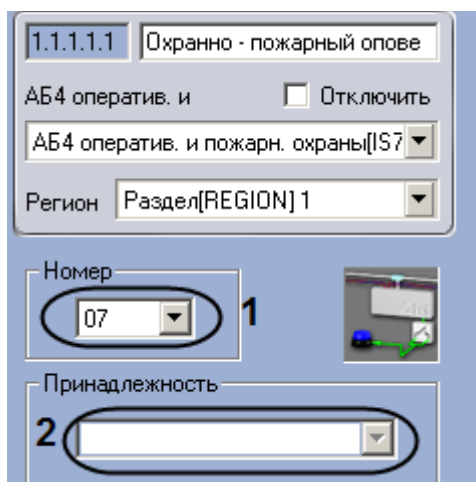 1.1.1.1.1 Охранно - пожарный опове
АБ4 оператив. и Отключить
АБ4 оператив. и пожарн. охраны[IS7
Регион Раздел[REGION] 1
Номер
07 1
Z46
Принадлежность
2